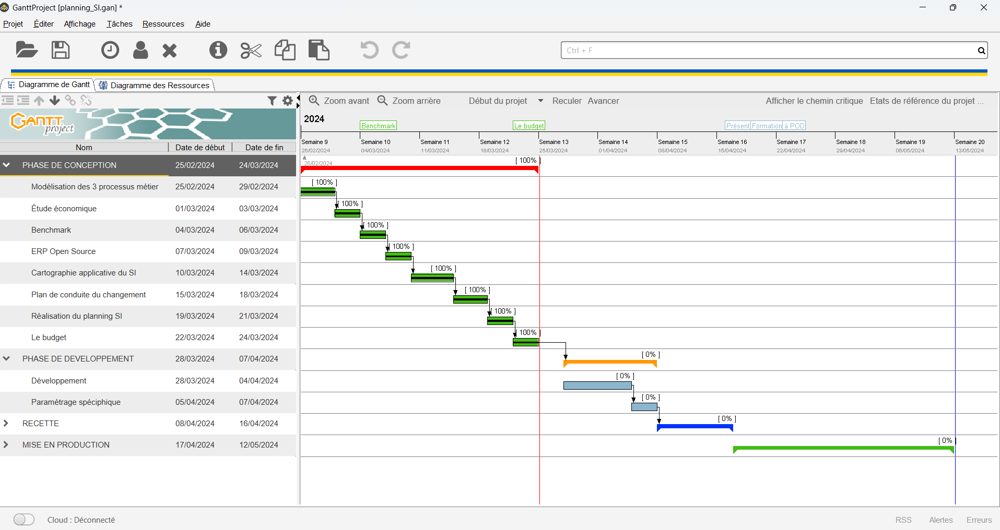 GanttProject [planning_SI.gan] *
Projet Éditer Affichage Tâches Ressources Aide
Ctrl + F
Diagramme de Gantt Diagramme des Ressources
Zoom avant Zoom arrière Début du projet Reculer Avancer Afficher le chemin critique Etats de référence du projet ...
GANTT project
2024
Benchmark Le budget Présent Formation à POD
Nom Date de début Date de fin
Semaine 9 Semaine 10 Semaine 11 Semaine 12 Semaine 13 Semaine 14 Semaine 15 Semaine 16 Semaine 17 Semaine 18 Semaine 19 Semaine 20
26/02/2024 04/03/2024 11/03/2024 18/03/2024 25/03/2024 01/04/2024 08/04/2024 15/04/2024 22/04/2024 29/04/2024 06/05/2024 13/05/2024
PHASE DE CONCEPTION 25/02/2024 24/03/2024 26/02/2024 [ 100% ]
Modélisation des 3 processus métier 25/02/2024 29/02/2024 [ 100% ]
Étude économique 01/03/2024 03/03/2024 [ 100% ]
Benchmark 04/03/2024 06/03/2024 [ 100% ]
ERP Open Source 07/03/2024 09/03/2024 [ 100% ]
Cartographie applicative du SI 10/03/2024 14/03/2024 [ 100% ]
Plan de conduite du changement 15/03/2024 18/03/2024 [ 100% ]
Réalisation du planning SI 19/03/2024 21/03/2024 [ 100% ]
Le budget 22/03/2024 24/03/2024 [ 100% ]
PHASE DE DEVELOPPEMENT 28/03/2024 07/04/2024 [ 0% ]
Développement 28/03/2024 04/04/2024 [ 0% ]
Paramétrage spéciphique 05/04/2024 07/04/2024 [ 0% ]
RECETTE 08/04/2024 16/04/2024 [ 0% ]
MISE EN PRODUCTION 17/04/2024 12/05/2024 [ 0% ]
Cloud : Déconnecté RSS Alertes Erreurs